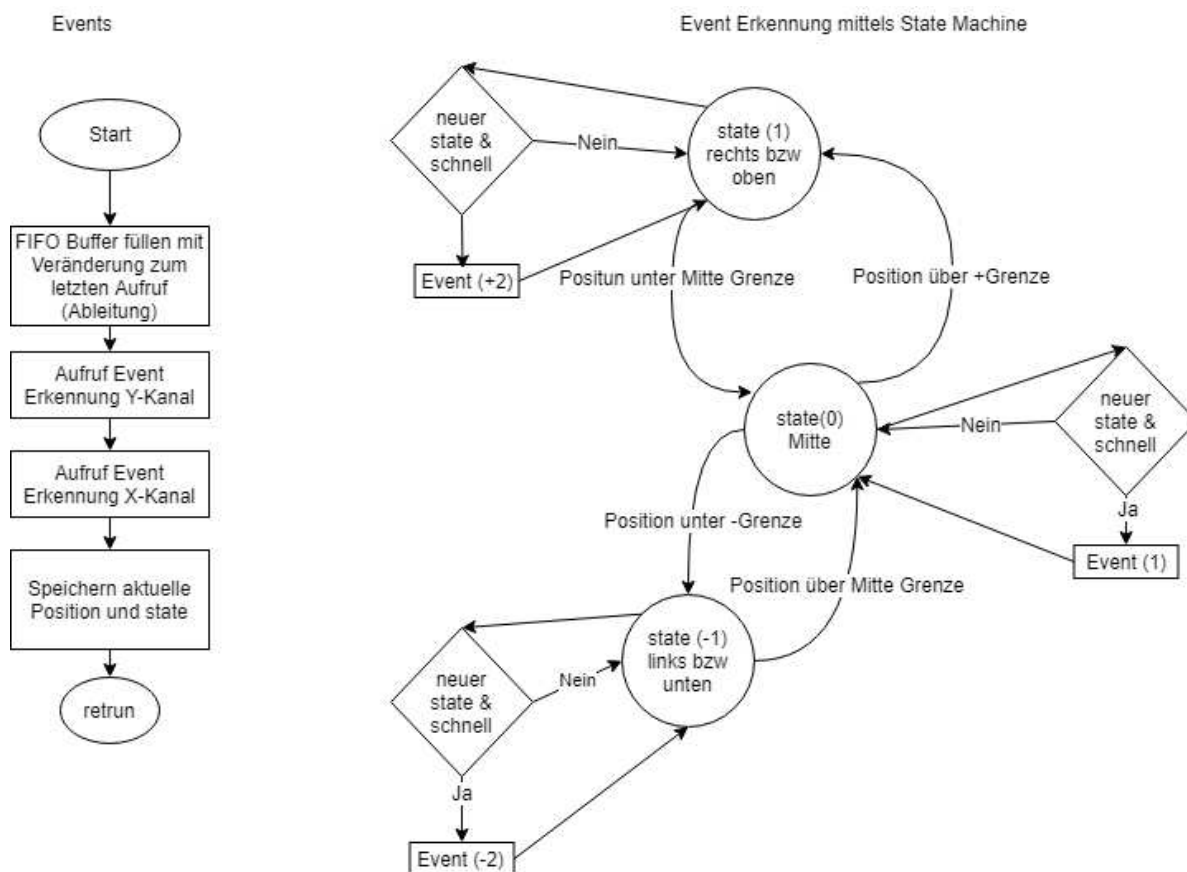 Events
Start
FIFO Buffer füllen mit
Veränderung zum
letzten Aufruf
(Ableitung)
Aufruf Event
Erkennung Y-Kanal
Aufruf Event
Erkennung X-Kanal
Speichern aktuelle
Position und state
retrun
Event Erkennung mittels State Machine
neuer
state &
schnell
Nein
state (1)
rechts bzw
oben
Event (+2)
Positun unter Mitte Grenze
Position über +Grenze
state(0)
Mitte
Nein
neuer
state &
schnell
Ja
Event (1)
Position unter -Grenze
Position über Mitte Grenze
state (-1)
links bzw
unten
neuer
state &
schnell
Nein
Ja
Event (-2)